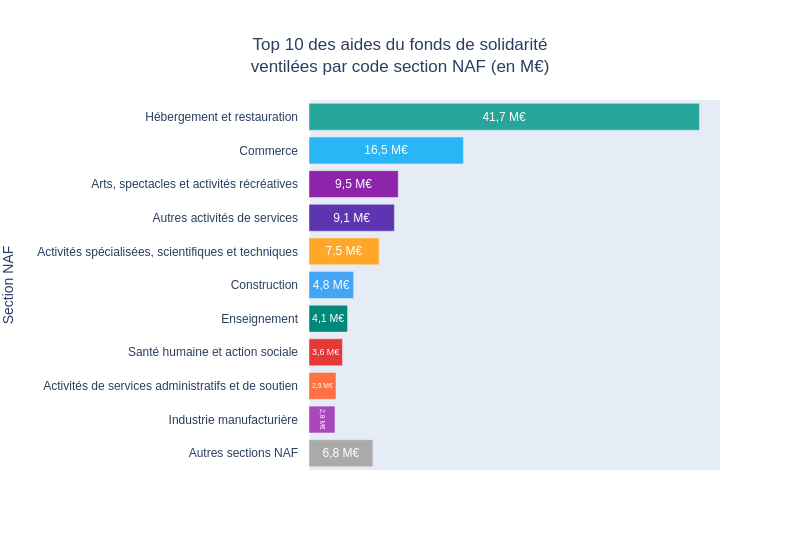 Top 10 des aides du fonds de solidarité
ventilées par code section NAF (en M€)
Section NAF
Hébergement et restauration 41,7 M€
Commerce 16,5 M€
Arts, spectacles et activités récréatives 9,5 M€
Autres activités de services 9,1 M€
Activités spécialisées, scientifiques et techniques 7,5 M€
Construction 4,8 M€
Enseignement 4,1 M€
Santé humaine et action sociale 3,6 M€
Activités de services administratifs et de soutien 2,9 M€
Industrie manufacturière 2,8 M€
Autres sections NAF 6,8 M€